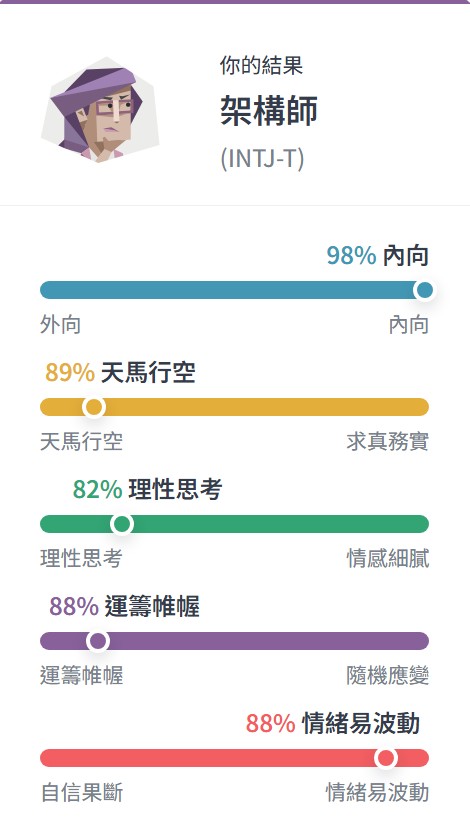 你的結果
架構師
(INTJ-T)
98% 內向
外向 內向
89% 天馬行空
天馬行空 求真務實
82% 理性思考
理性思考 情感細膩
88% 運籌帷幄
運籌帷幄 隨機應變
88% 情緒易波動
自信果斷 情緒易波動